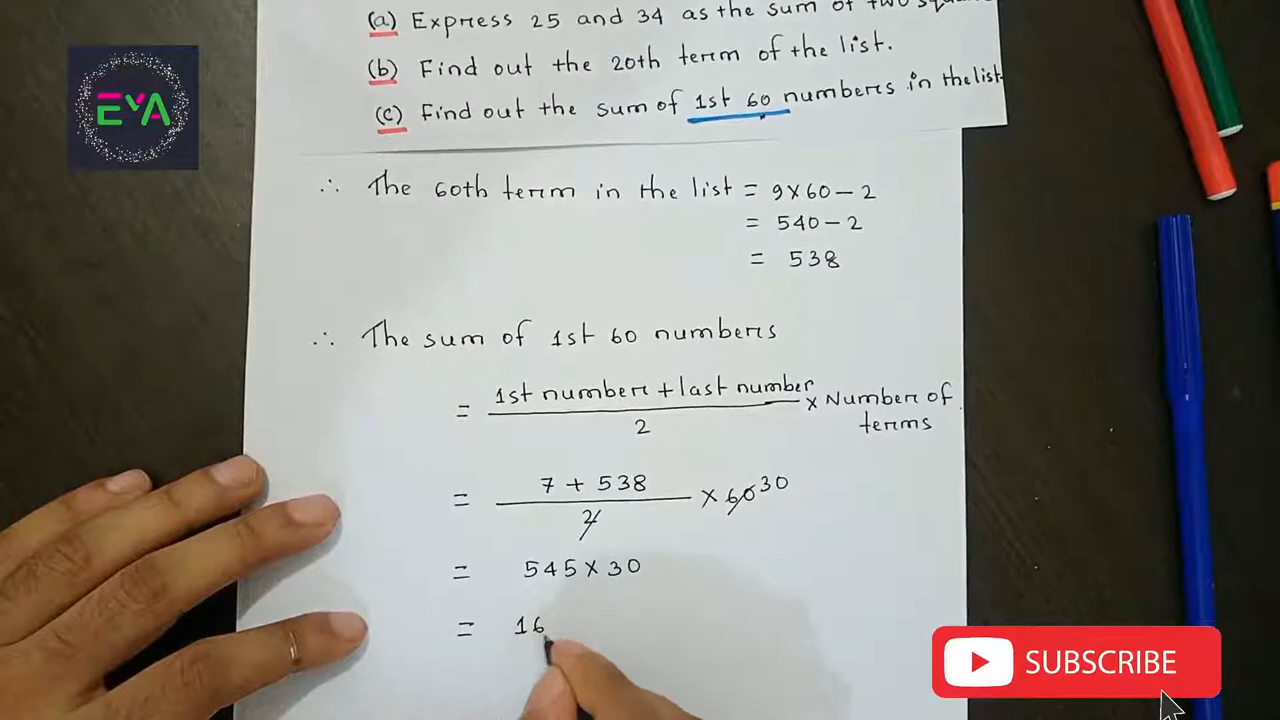 EYA
(a) Express 25 and 34 as the sum of two
(b) Find out the 20th term of the list.
(c) Find out the sum of 1st 60 numbers in the list
∴ The 60th term in the list = 9 X 60 – 2
= 540 – 2
= 538
∴ The sum of 1st 60 numbers
= 1st number + last number / 2 × Number of terms
= 7 + 538 / 2 × 60 30
= 545 × 30
= 16
SUBSCRIBE